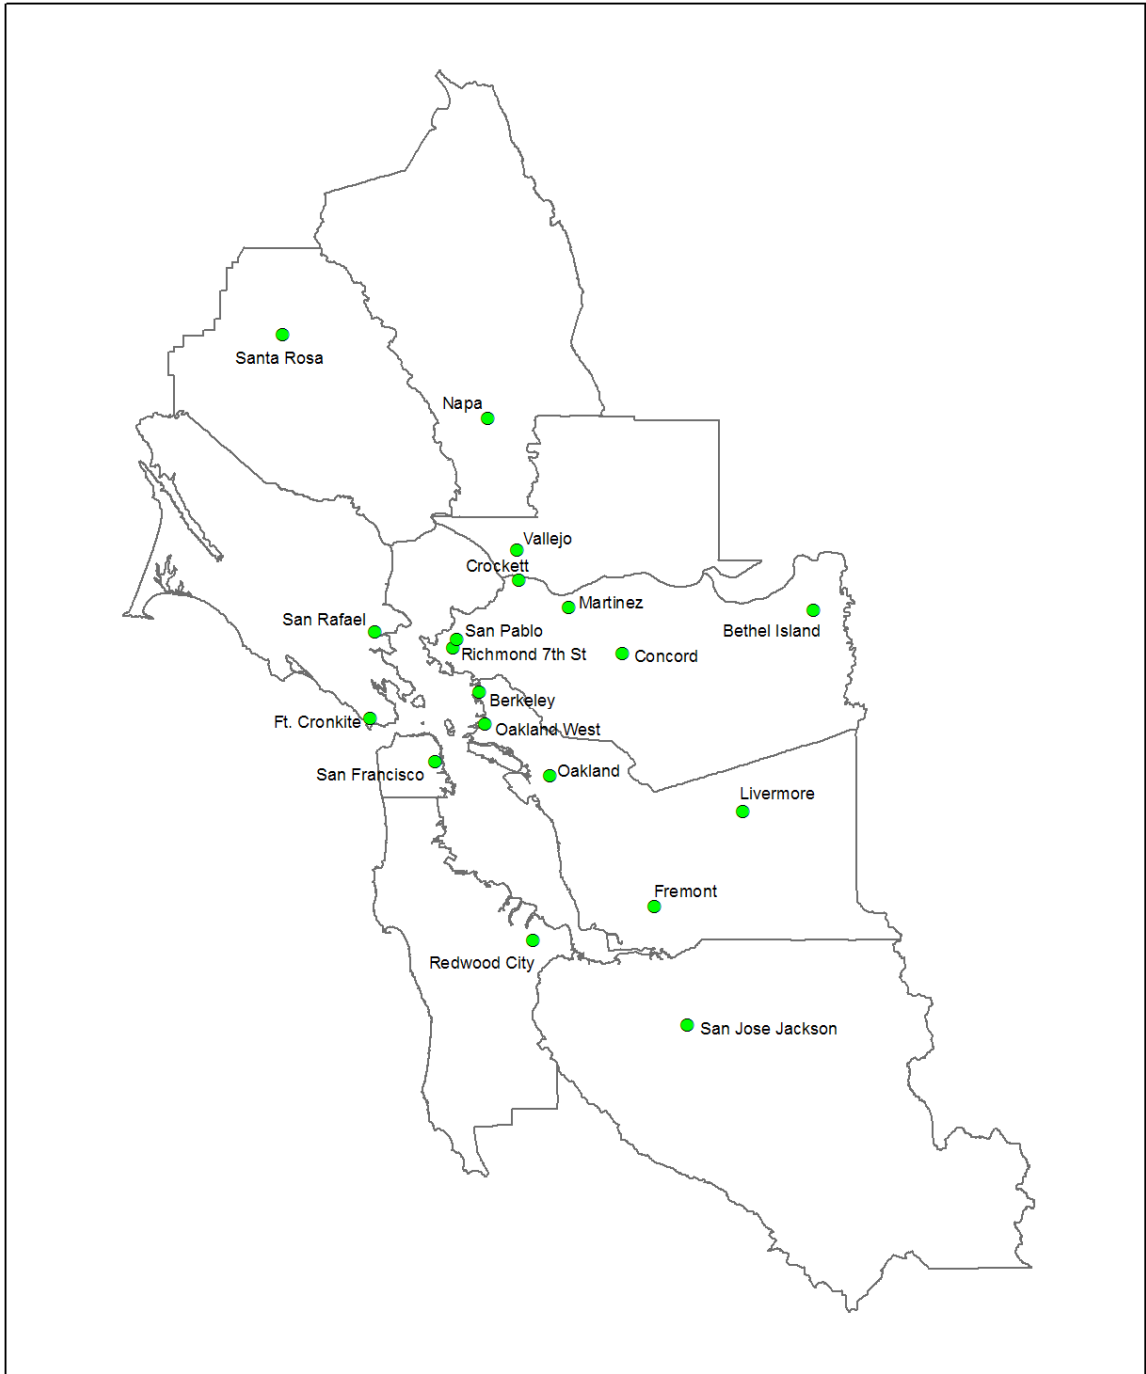 Santa Rosa
Napa
Vallejo
Crockett
Martinez
Bethel Island
San Rafael
San Pablo
Richmond 7th St
Concord
Berkeley
Ft. Cronkite
Oakland West
San Francisco
Oakland
Livermore
Fremont
Redwood City
San Jose Jackson